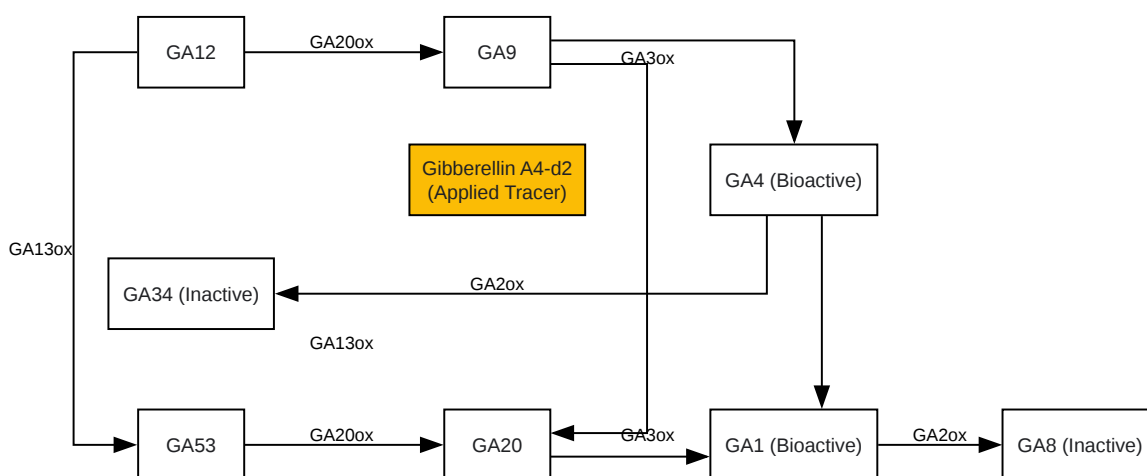 GA12
GA20ox
GA9
GA3ox
Gibberellin A4-d2
(Applied Tracer)
GA4 (Bioactive)
GA13ox
GA34 (Inactive)
GA2ox
GA13ox
GA53
GA20ox
GA20
GA3ox
GA1 (Bioactive)
GA2ox
GA8 (Inactive)